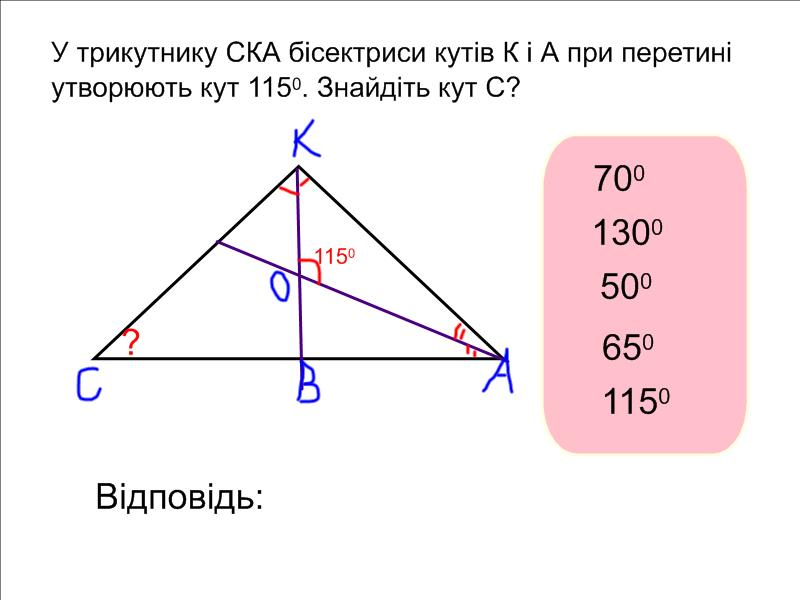 У трикутнику СКА бісектриси кутів К і А при перетині
утворюють кут 115⁰. Знайдіть кут С?
К
70⁰
130⁰
115⁰
50⁰
О
?
65⁰
С
В
А
115⁰
Відповідь: